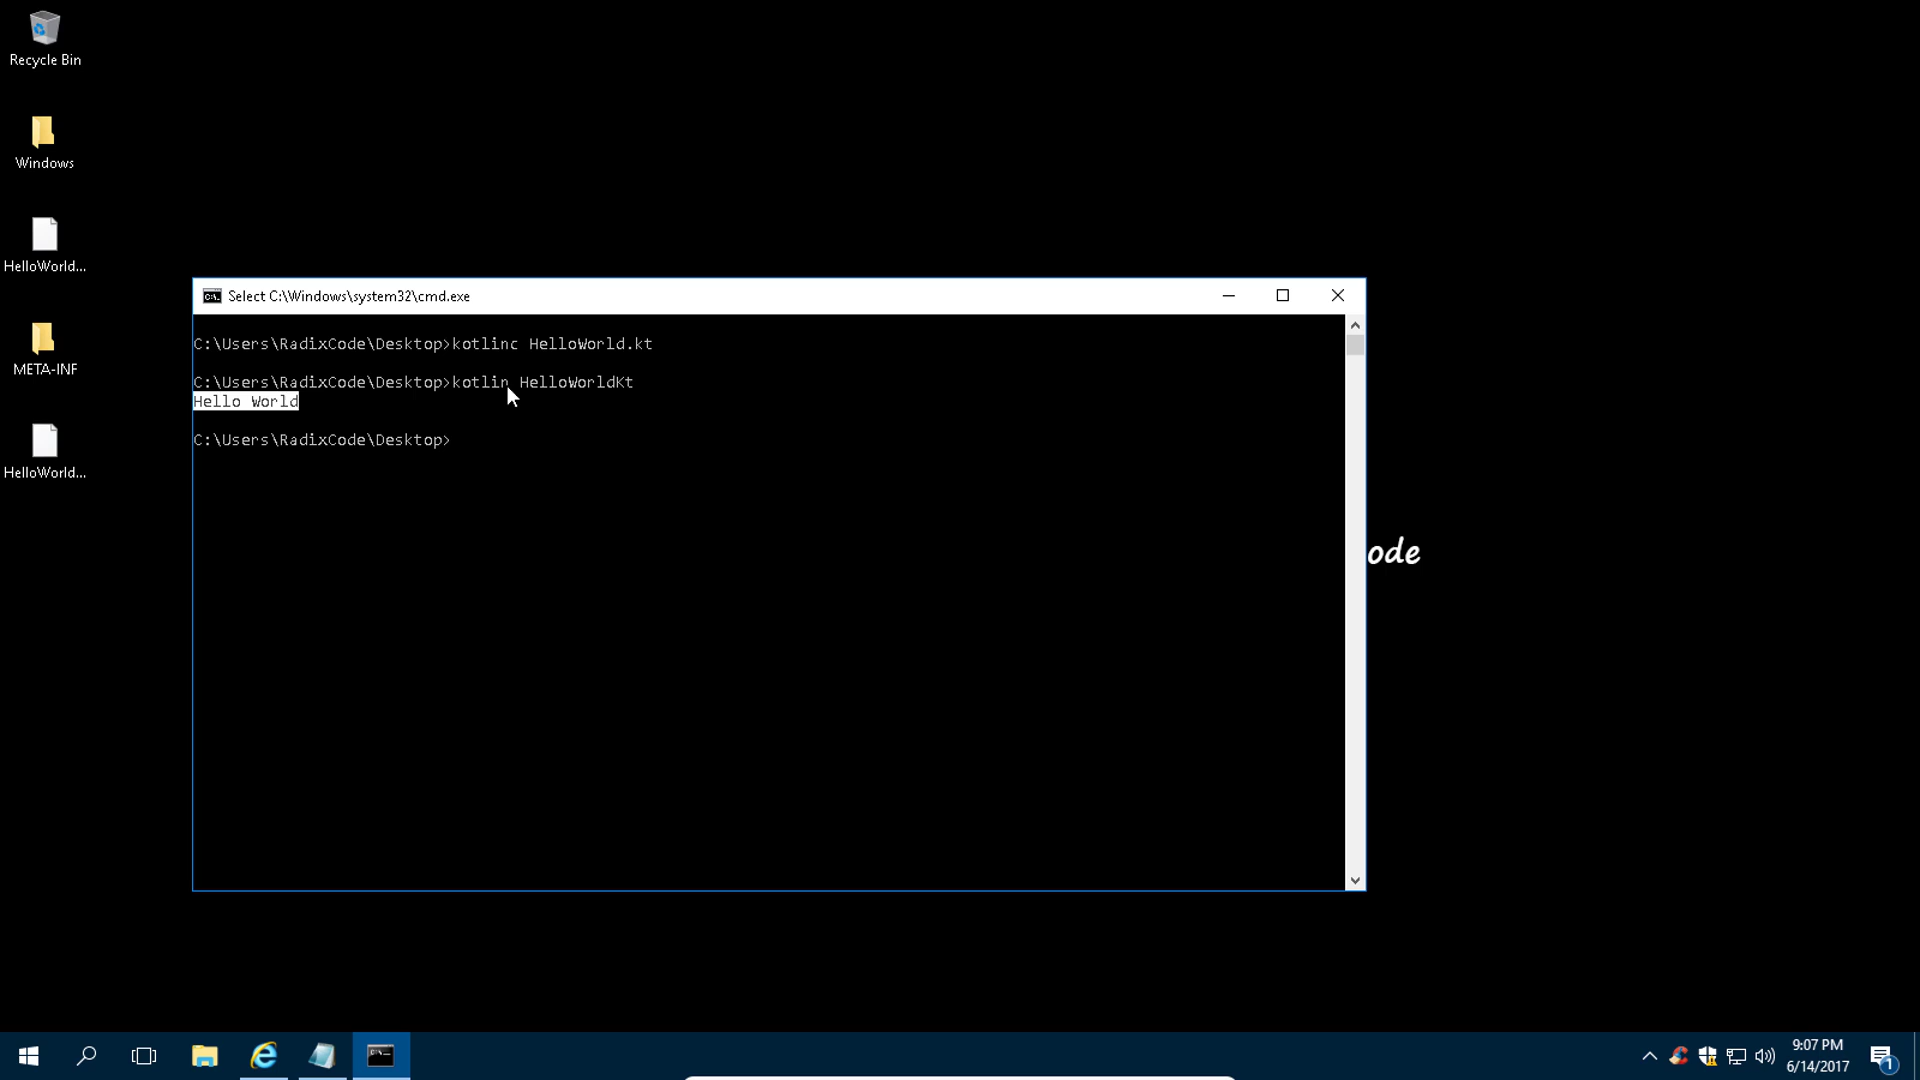 Recycle Bin
Windows
HelloWorld...
META-INF
HelloWorld...
Select C:\Windows\system32\cmd.exe
C:\Users\RadixCode\Desktop>kotlinc HelloWorld.kt
C:\Users\RadixCode\Desktop>kotlin HelloWorldKt
Hello World
C:\Users\RadixCode\Desktop>
ode
9:07 PM
6/14/2017
1